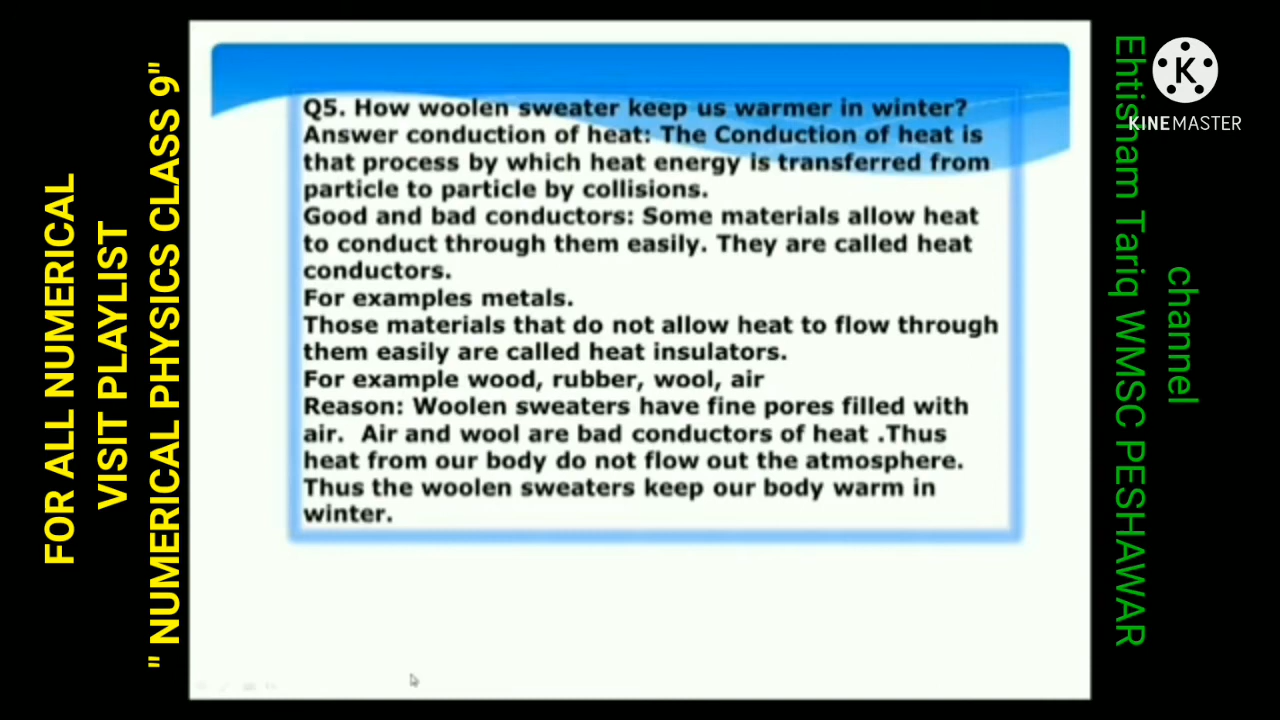 FOR ALL NUMERICAL
VISIT PLAYLIST
" NUMERICAL PHYSICS CLASS 9"
Q5. How woolen sweater keep us warmer in winter?
Answer conduction of heat: The Conduction of heat is
that process by which heat energy is transferred from
particle to particle by collisions.
Good and bad conductors: Some materials allow heat
to conduct through them easily. They are called heat
conductors.
For examples metals.
Those materials that do not allow heat to flow through
them easily are called heat insulators.
For example wood, rubber, wool, air
Reason: Woolen sweaters have fine pores filled with
air.  Air and wool are bad conductors of heat .Thus
heat from our body do not flow out the atmosphere.
Thus the woolen sweaters keep our body warm in
winter.
Ehtisham Tariq WMSC PESHAWAR
channel
K
KINEMASTER